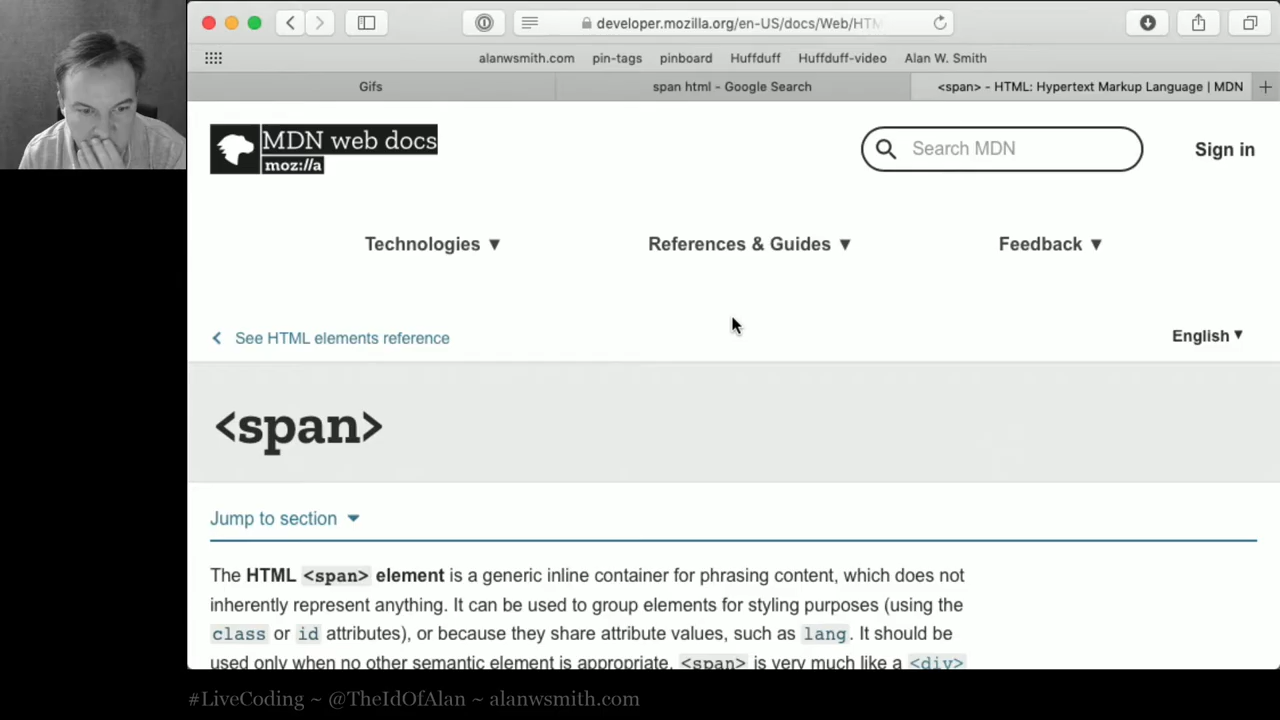 developer.mozilla.org/en-US/docs/Web/HTM
alanwsmith.com pin-tags pinboard Huffduff Huffduff-video Alan W. Smith
Gifs span html - Google Search <span> - HTML: Hypertext Markup Language | MDN
MDN web docs
moz://a
Search MDN
Sign in
Technologies ▼ References & Guides ▼ Feedback ▼
See HTML elements reference
English ▼
<span>
Jump to section
The HTML <span> element is a generic inline container for phrasing content, which does not
inherently represent anything. It can be used to group elements for styling purposes (using the
class or id attributes), or because they share attribute values, such as lang. It should be
used only when no other semantic element is appropriate. <span> is very much like a <div>
#LiveCoding ~ @TheIdOfAlan ~ alanwsmith.com